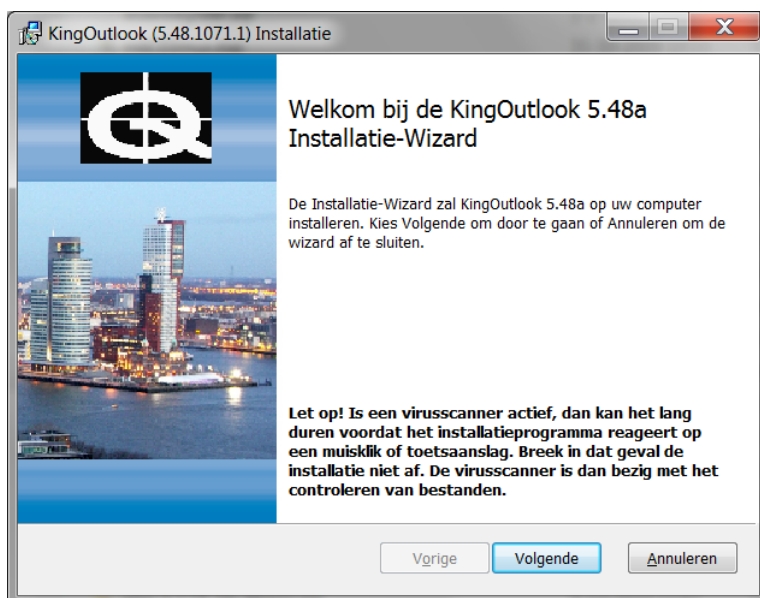 KingOutlook (5.48.1071.1) Installatie
Welkom bij de KingOutlook 5.48a
Installatie-Wizard
De Installatie-Wizard zal KingOutlook 5.48a op uw computer
installeren. Kies Volgende om door te gaan of Annuleren om de
wizard af te sluiten.
Let op! Is een virusscanner actief, dan kan het lang
duren voordat het installatieprogramma reageert op
een muisklik of toetsaanslag. Breek in dat geval de
installatie niet af. De virusscanner is dan bezig met het
controleren van bestanden.
Vorige
Volgende
Annuleren